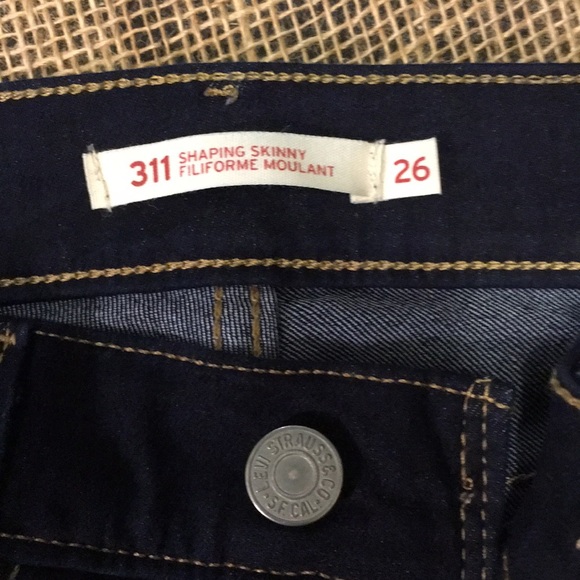 311 SHAPING SKINNY
FILIFORME MOULANT
26
LEVI STRAUSS & CO
S.F. CAL